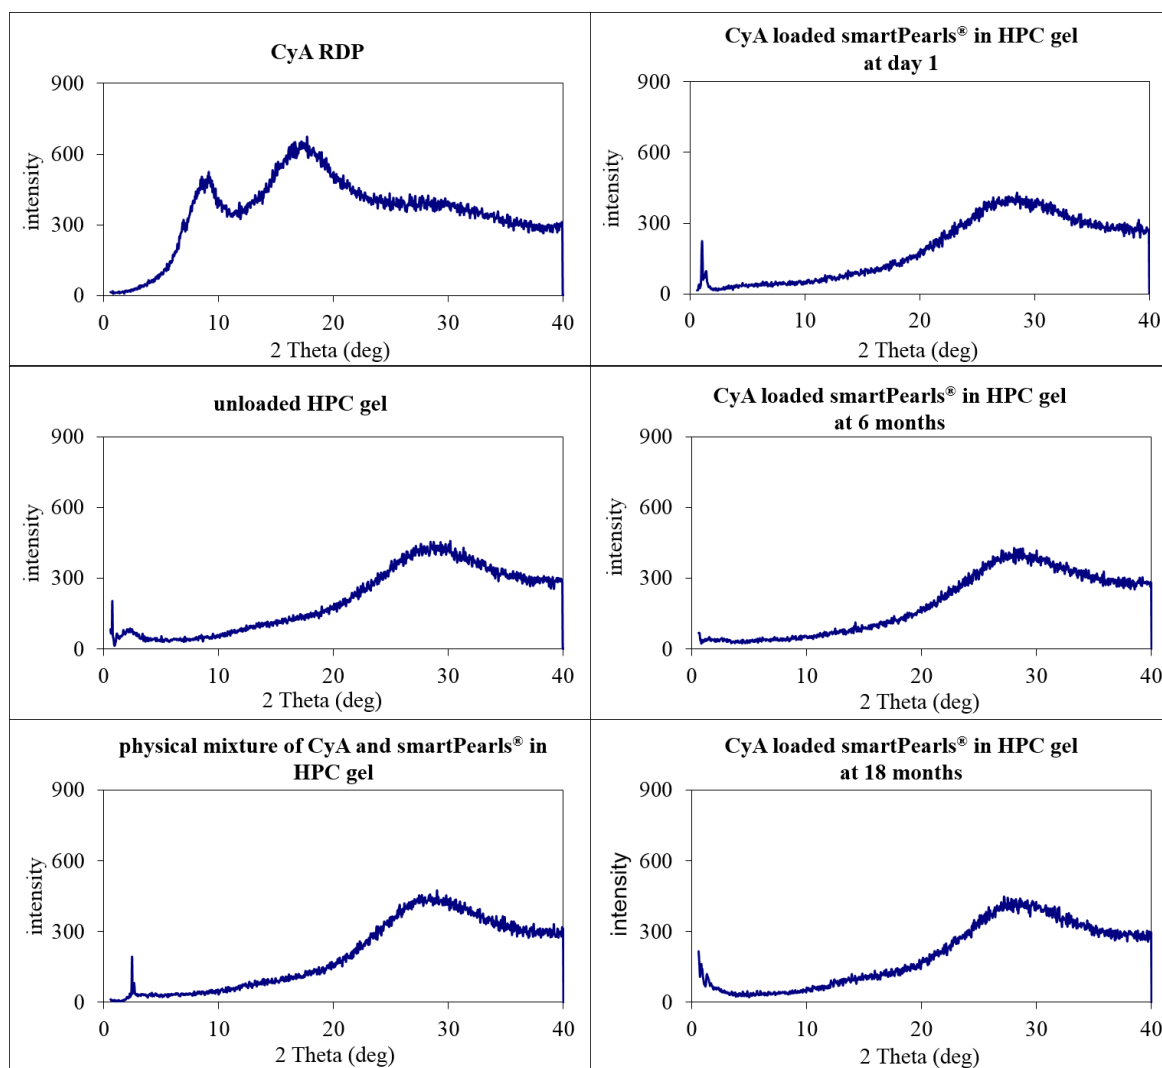 CyA RDP
900
600
300
0
intensity
0 10 20 30 40
2 Theta (deg)
CyA loaded smartPearls® in HPC gel
at day 1
900
600
300
0
intensity
0 10 20 30 40
2 Theta (deg)
unloaded HPC gel
900
600
300
0
intensity
0 10 20 30 40
2 Theta (deg)
CyA loaded smartPearls® in HPC gel
at 6 months
900
600
300
0
intensity
0 10 20 30 40
2 Theta (deg)
physical mixture of CyA and smartPearls® in
HPC gel
900
600
300
0
intensity
0 10 20 30 40
2 Theta (deg)
CyA loaded smartPearls® in HPC gel
at 18 months
900
600
300
0
intensity
0 10 20 30 40
2 Theta (deg)